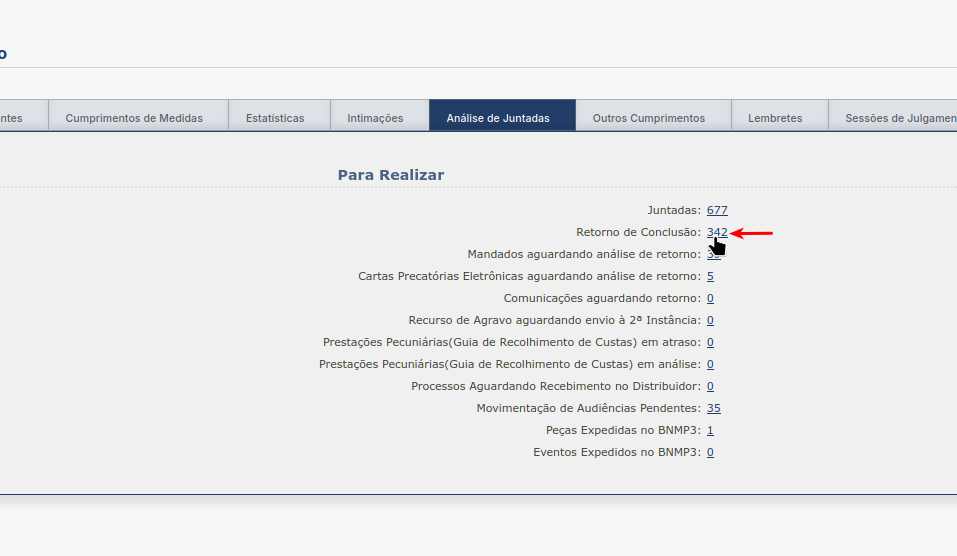 o
ntes
Cumprimentos de Medidas
Estatísticas
Intimações
Análise de Juntadas
Outros Cumprimentos
Lembretes
Sessões de Julgamen
Para Realizar
Juntadas: 677
Retorno de Conclusão: 342
Mandados aguardando análise de retorno:
Cartas Precatórias Eletrônicas aguardando análise de retorno: 5
Comunicações aguardando retorno: 0
Recurso de Agravo aguardando envio à 2ª Instância: 0
Prestações Pecuniárias(Guia de Recolhimento de Custas) em atraso: 0
Prestações Pecuniárias(Guia de Recolhimento de Custas) em análise: 0
Processos Aguardando Recebimento no Distribuidor: 0
Movimentação de Audiências Pendentes: 35
Peças Expedidas no BNMP3: 1
Eventos Expedidos no BNMP3: 0